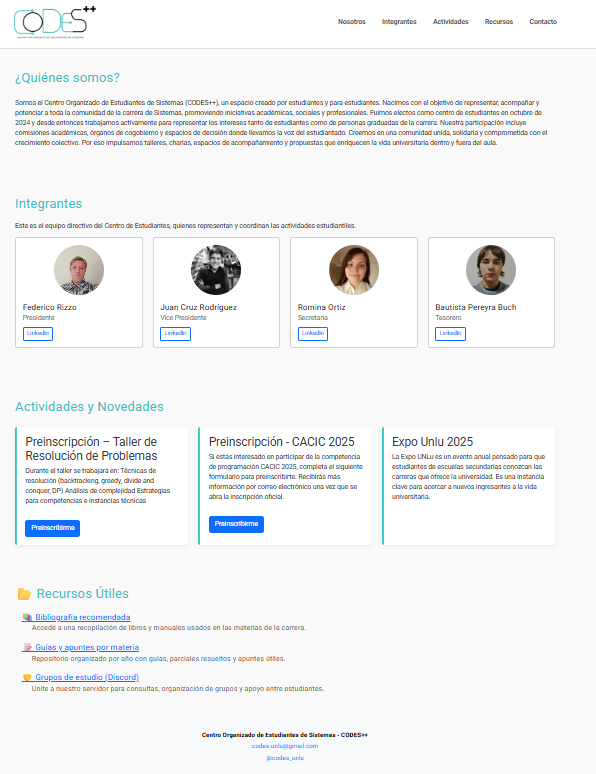 CODES++
Nosotros Integrantes Actividades Recursos Contacto
¿Quiénes somos?
Somos el Centro Organizado de Estudiantes de Sistemas (CODES++), un espacio creado por estudiantes y para estudiantes. Nacimos con el objetivo de representar, acompañar y
potenciar a toda la comunidad de la carrera de Sistemas, promoviendo iniciativas académicas, sociales y profesionales. Fuimos electos como centro de estudiantes en octubre de
2024 y desde entonces trabajamos activamente para representar los intereses tanto de estudiantes como de personas graduadas de la carrera. Nuestra participación incluye
comisiones académicas, órganos de cogobierno y espacios de decisión donde llevamos la voz del estudiantado. Creemos en una comunidad unida, solidaria y comprometida con el
crecimiento colectivo. Por eso impulsamos talleres, charlas, espacios de acompañamiento y propuestas que enriquecen la vida universitaria dentro y fuera del aula.
Integrantes
Este es el equipo directivo del Centro de Estudiantes, quienes representan y coordinan las actividades estudiantiles.
Federico Rizzo
Presidente
LinkedIn
Juan Cruz Rodriguez
Vice Presidente
LinkedIn
Romina Ortiz
Secretaria
LinkedIn
Bautista Pereyra Buch
Tesorero
LinkedIn
Actividades y Novedades
Preinscripción – Taller de
Resolución de Problemas
Durante el taller se trabajará en: Técnicas de
resolución (backtracking, greedy, divide and
conquer, DP) Análisis de complejidad Estrategias
para competencias e instancias técnicas
Preinscribirme
Preinscripción - CACIC 2025
Si estás interesado en participar de la competencia
de programación CACIC 2025, completa el siguiente
formulario para preinscribirte. Recibirás más
información por correo electrónico una vez que se
abra la inscripción oficial.
Preinscribirme
Expo Unlu 2025
La Expo UNLu es un evento anual pensado para que
estudiantes de escuelas secundarias conozcan las
carreras que ofrece la universidad. Es una instancia
clave para acercar a nuevos ingresantes a la vida
universitaria.
Recursos Útiles
Bibliografía recomendada
Accedé a una recopilación de libros y manuales usados en las materias de la carrera.
Guías y apuntes por materia
Repositorio organizado por año con guías, parciales resueltos y apuntes útiles.
Grupos de estudio (Discord)
Unite a nuestro servidor para consultas, organización de grupos y apoyo entre estudiantes.
Centro Organizado de Estudiantes de Sistemas - CODES++
codes.unlu@gmail.com
@codes_unlu